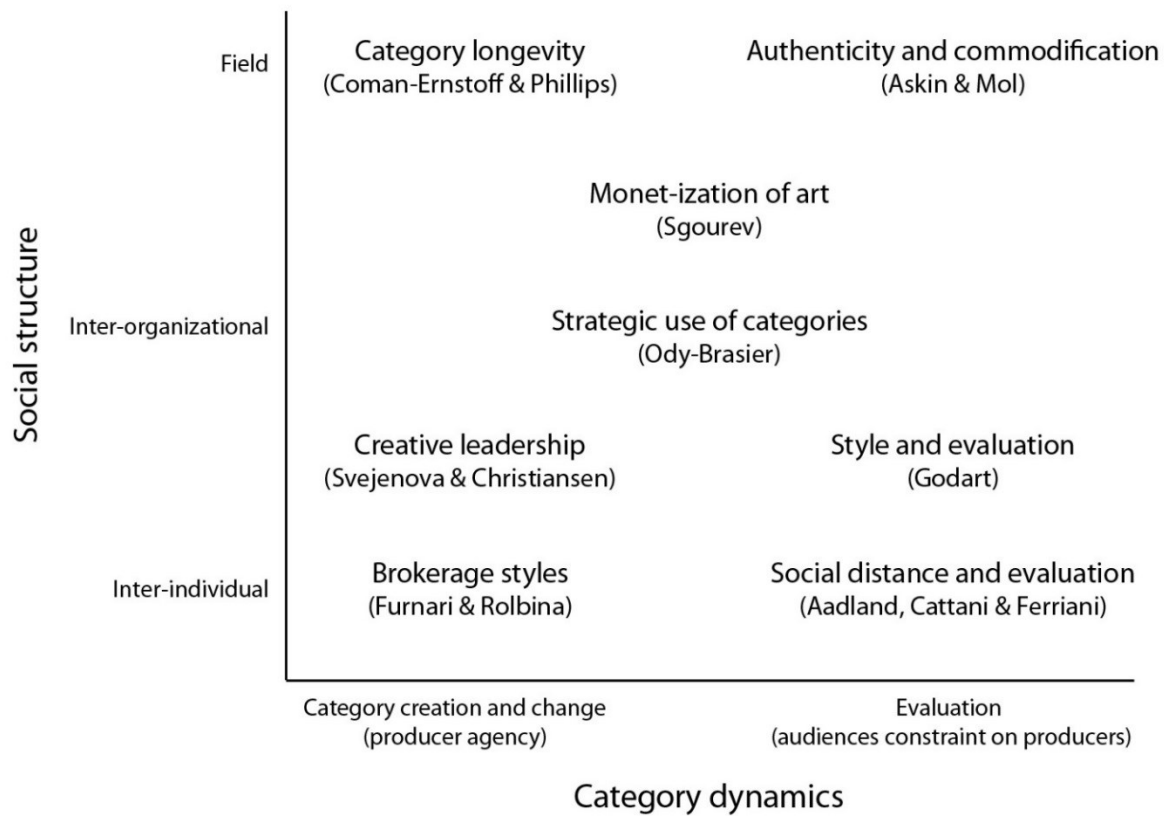 Social structure
Field
Category longevity
(Coman-Ernstoff & Phillips)
Authenticity and commodification
(Askin & Mol)
Monet-ization of art
(Sgourev)
Inter-organizational
Strategic use of categories
(Ody-Brasier)
Creative leadership
(Svejenova & Christiansen)
Style and evaluation
(Godart)
Inter-individual
Brokerage styles
(Furnari & Rolbina)
Social distance and evaluation
(Aadland, Cattani & Ferriani)
Category creation and change
(producer agency)
Evaluation
(audiences constraint on producers)
Category dynamics